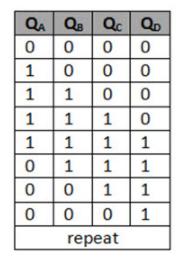 QA QB QC QD
0 0 0 0
1 0 0 0
1 1 0 0
1 1 1 0
1 1 1 1
0 1 1 1
0 0 1 1
0 0 0 1
repeat